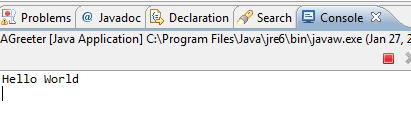 Problems @ Javadoc Declaration Search Console
AGreeter [Java Application] C:\Program Files\Java\jre6\bin\javaw.exe (Jan 27, 2
Hello World